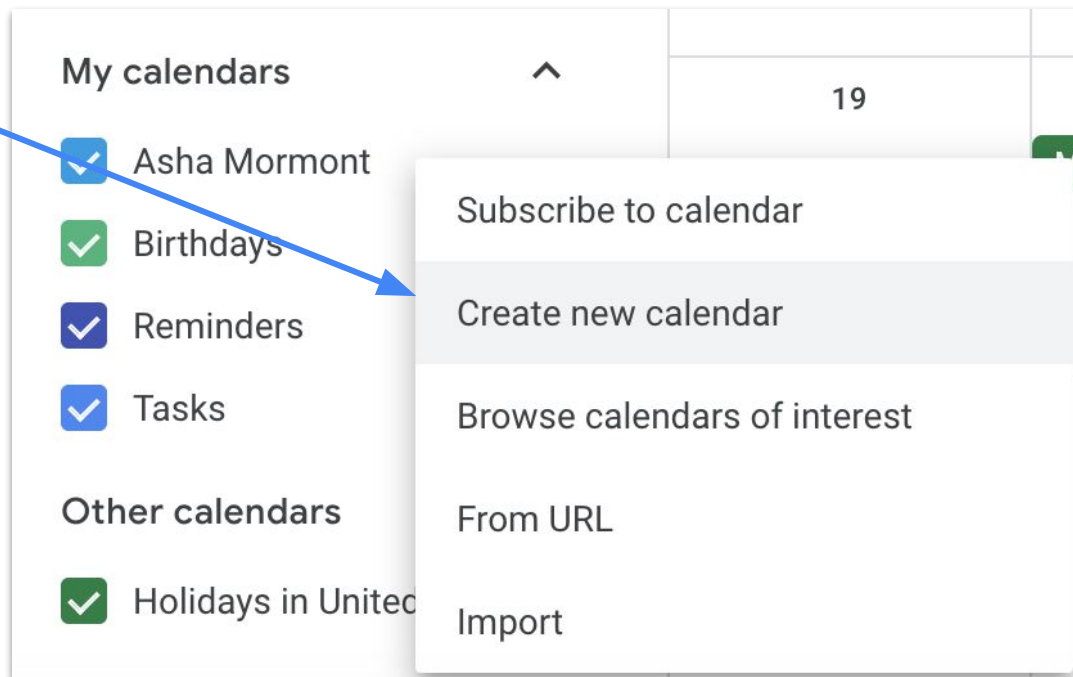 My calendars
Asha Mormont
Birthdays
Reminders
Tasks
Other calendars
Holidays in United
19
Subscribe to calendar
Create new calendar
Browse calendars of interest
From URL
Import